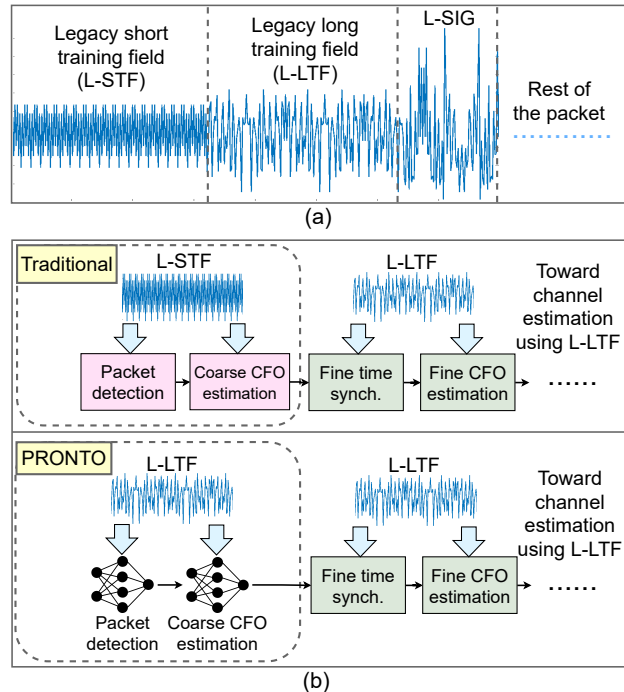 Legacy short
training field
(L-STF)
Legacy long
training field
(L-LTF)
L-SIG
Rest of
the packet
(a)
Traditional
L-STF
L-LTF
Toward
channel
estimation
using L-LTF
Packet
detection
Coarse CFO
estimation
Fine time
synch.
Fine CFO
estimation
......
PRONTO
L-LTF
L-LTF
Toward
channel
estimation
using L-LTF
Packet
detection
Coarse CFO
estimation
Fine time
synch.
Fine CFO
estimation
......
(b)